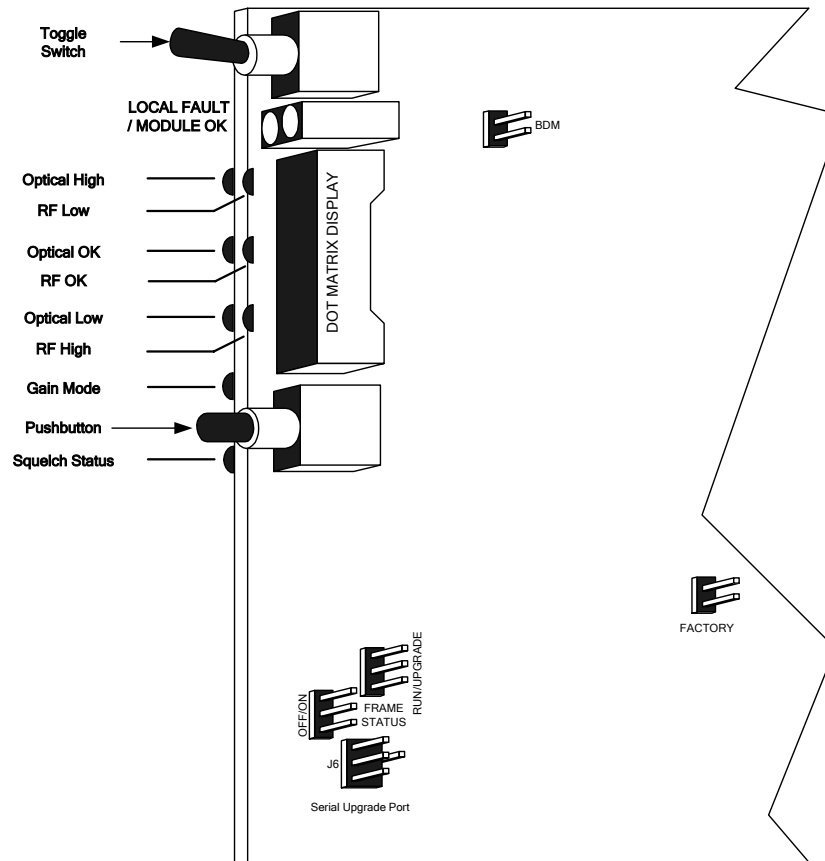 Toggle
Switch
LOCAL FAULT
/ MODULE OK
BDM
Optical High
RF Low
Optical OK
RF OK
Optical Low
RF High
DOT MATRIX DISPLAY
Gain Mode
Pushbutton
Squelch Status
FACTORY
RUN/UPGRADE
OFF/ON
FRAME
STATUS
J6
Serial Upgrade Port